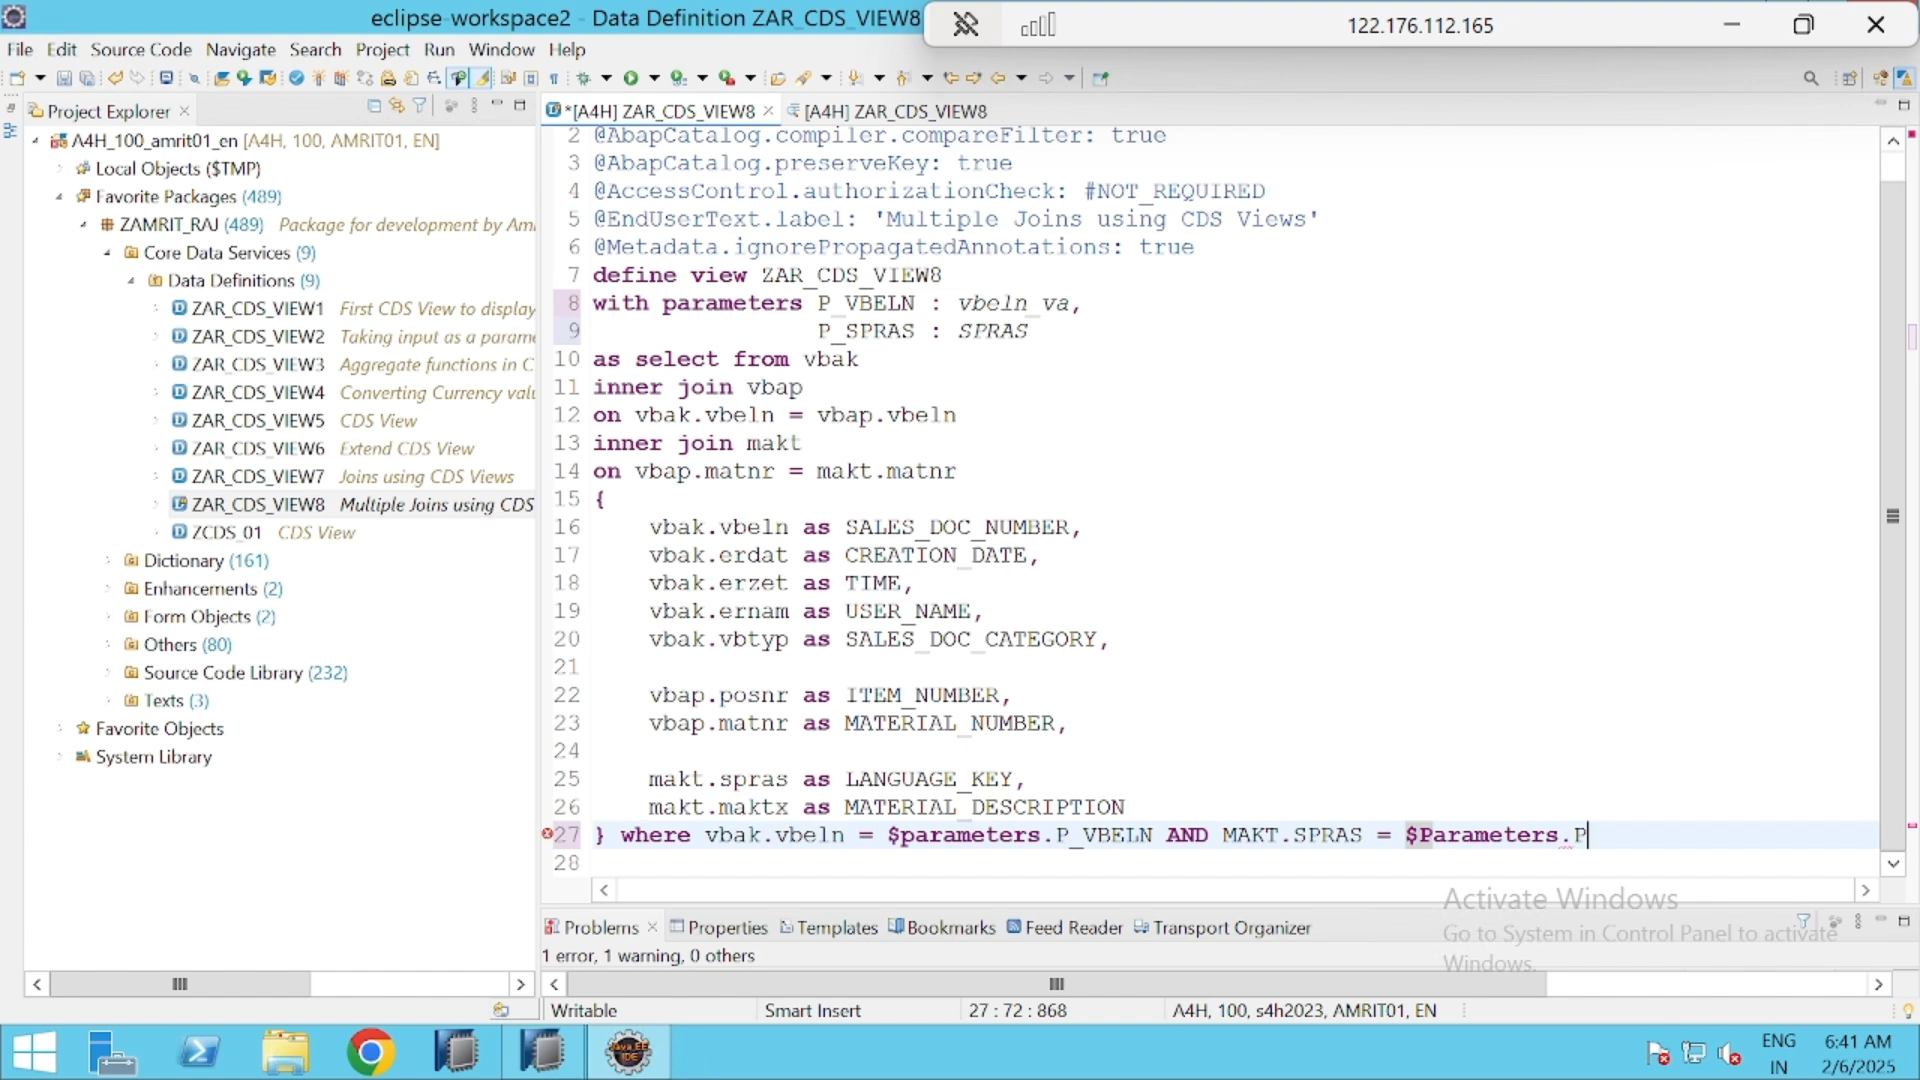 eclipse-workspace2 - Data Definition ZAR_CDS_VIEW8
122.176.112.165
File Edit Source Code Navigate Search Project Run Window Help
Project Explorer
*[A4H] ZAR_CDS_VIEW8
[A4H] ZAR_CDS_VIEW8
A4H_100_amrit01_en [A4H, 100, AMRIT01, EN]
Local Objects ($TMP)
Favorite Packages (489)
ZAMRIT_RAJ (489) Package for development by Am
Core Data Services (9)
Data Definitions (9)
ZAR_CDS_VIEW1 First CDS View to display
ZAR_CDS_VIEW2 Taking input as a parame
ZAR_CDS_VIEW3 Aggregate functions in C
ZAR_CDS_VIEW4 Converting Currency val
ZAR_CDS_VIEW5 CDS View
ZAR_CDS_VIEW6 Extend CDS View
ZAR_CDS_VIEW7 Joins using CDS Views
ZAR_CDS_VIEW8 Multiple Joins using CDS
ZCDS_01 CDS View
Dictionary (161)
Enhancements (2)
Form Objects (2)
Others (80)
Source Code Library (232)
Texts (3)
Favorite Objects
System Library
2 @AbapCatalog.compiler.compareFilter: true
3 @AbapCatalog.preserveKey: true
4 @AccessControl.authorizationCheck: #NOT_REQUIRED
5 @EndUserText.label: 'Multiple Joins using CDS Views'
6 @Metadata.ignorePropagatedAnnotations: true
7 define view ZAR_CDS_VIEW8
8 with parameters P_VBELN : vbeln_va,
9 P_SPRAS : SPRAS
10 as select from vbak
11 inner join vbap
12 on vbak.vbeln = vbap.vbeln
13 inner join makt
14 on vbap.matnr = makt.matnr
15 {
16 vbak.vbeln as SALES_DOC_NUMBER,
17 vbak.erdat as CREATION_DATE,
18 vbak.erzet as TIME,
19 vbak.ernam as USER_NAME,
20 vbak.vbtyp as SALES_DOC_CATEGORY,
21
22 vbap.posnr as ITEM_NUMBER,
23 vbap.matnr as MATERIAL_NUMBER,
24
25 makt.spras as LANGUAGE_KEY,
26 makt.maktx as MATERIAL_DESCRIPTION
27 } where vbak.vbeln = $parameters.P_VBELN AND MAKT.SPRAS = $Parameters.P
28
Activate Windows
Go to System in Control Panel to activate
Windows.
Problems Properties Templates Bookmarks Feed Reader Transport Organizer
1 error, 1 warning, 0 others
Writable Smart Insert 27 : 72 : 868 A4H, 100, s4h2023, AMRIT01, EN
Java EE
IDE
ENG
IN
6:41 AM
2/6/2025